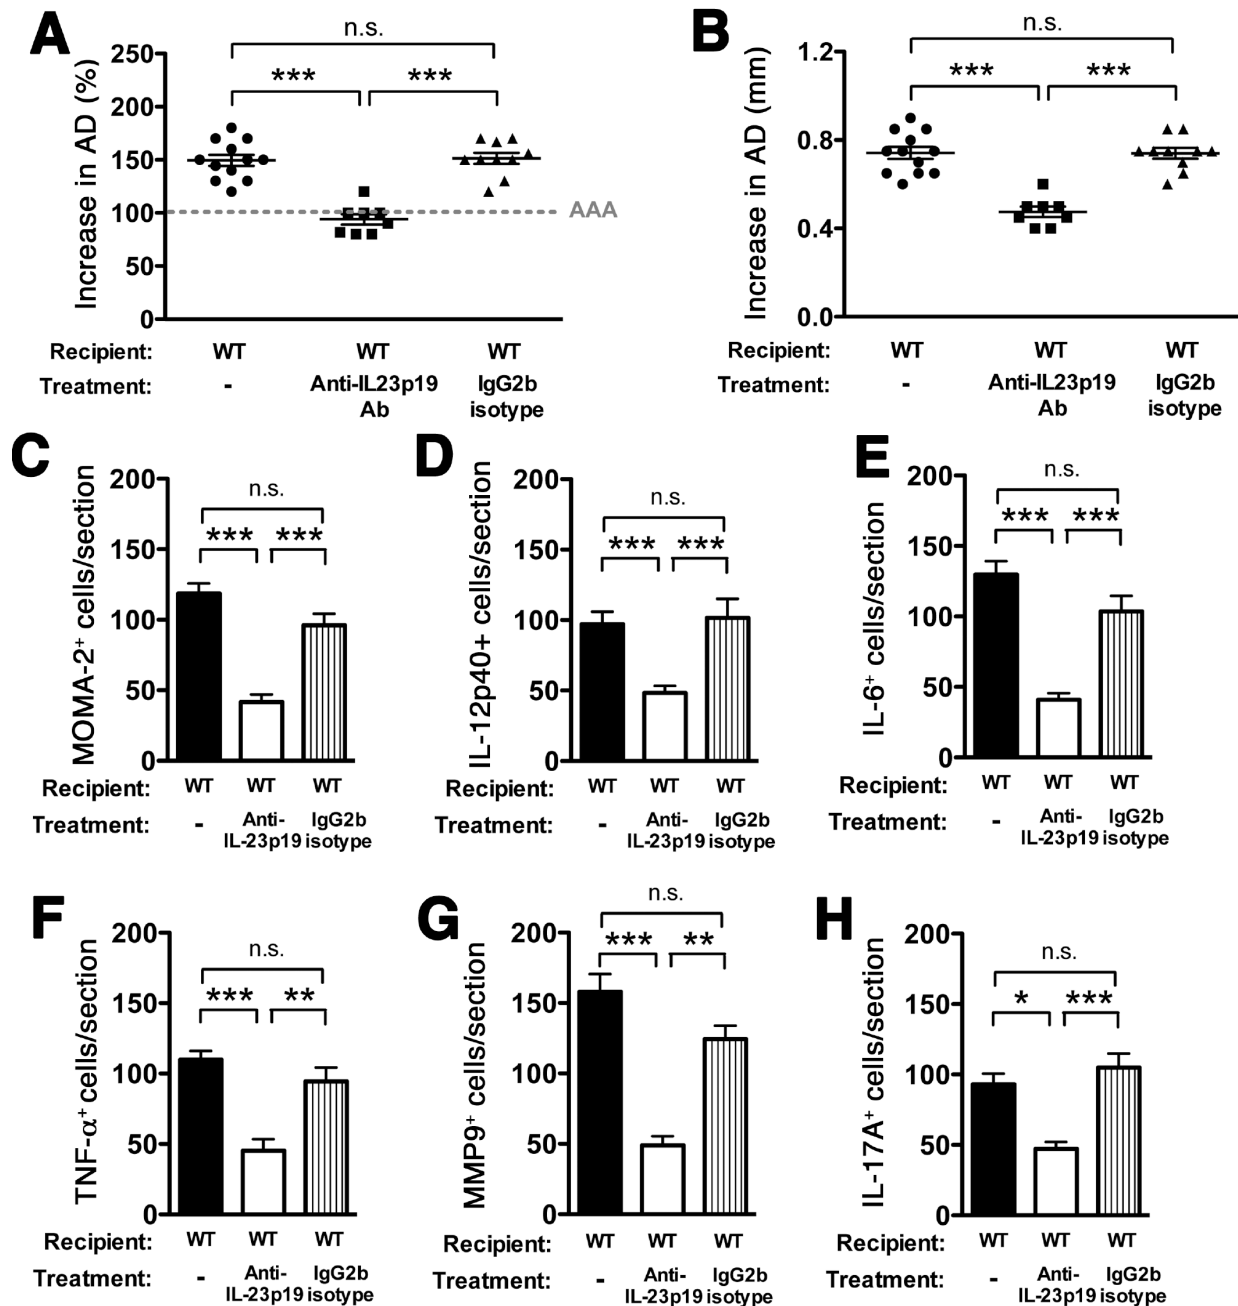 A
Increase in AD (%)
250
200
150
100
50
0
n.s.
*** ***
AAA
Recipient: WT WT WT
Treatment: - Anti-IL23p19 IgG2b
Ab isotype
B
Increase in AD (mm)
1.2
0.8
0.4
0.0
n.s.
*** ***
Recipient: WT WT WT
Treatment: - Anti-IL23p19 IgG2b
Ab isotype
C
MOMA-2⁺ cells/section
200
150
100
50
0
n.s.
*** ***
Recipient: WT WT WT
Treatment: - Anti- IgG2b
IL-23p19 isotype
D
IL-12p40+ cells/section
200
150
100
50
0
n.s.
*** ***
Recipient: WT WT WT
Treatment: - Anti- IgG2b
IL-23p19 isotype
E
IL-6⁺ cells/section
200
150
100
50
0
n.s.
*** ***
Recipient: WT WT WT
Treatment: - Anti- IgG2b
IL-23p19 isotype
F
TNF-α⁺ cells/section
200
150
100
50
0
n.s.
*** **
Recipient: WT WT WT
Treatment: - Anti- IgG2b
IL-23p19 isotype
G
MMP9⁺ cells/section
200
150
100
50
0
n.s.
*** **
Recipient: WT WT WT
Treatment: - Anti- IgG2b
IL-23p19 isotype
H
IL-17A⁺ cells/section
200
150
100
50
0
n.s.
* ***
Recipient: WT WT WT
Treatment: - Anti- IgG2b
IL-23p19 isotype